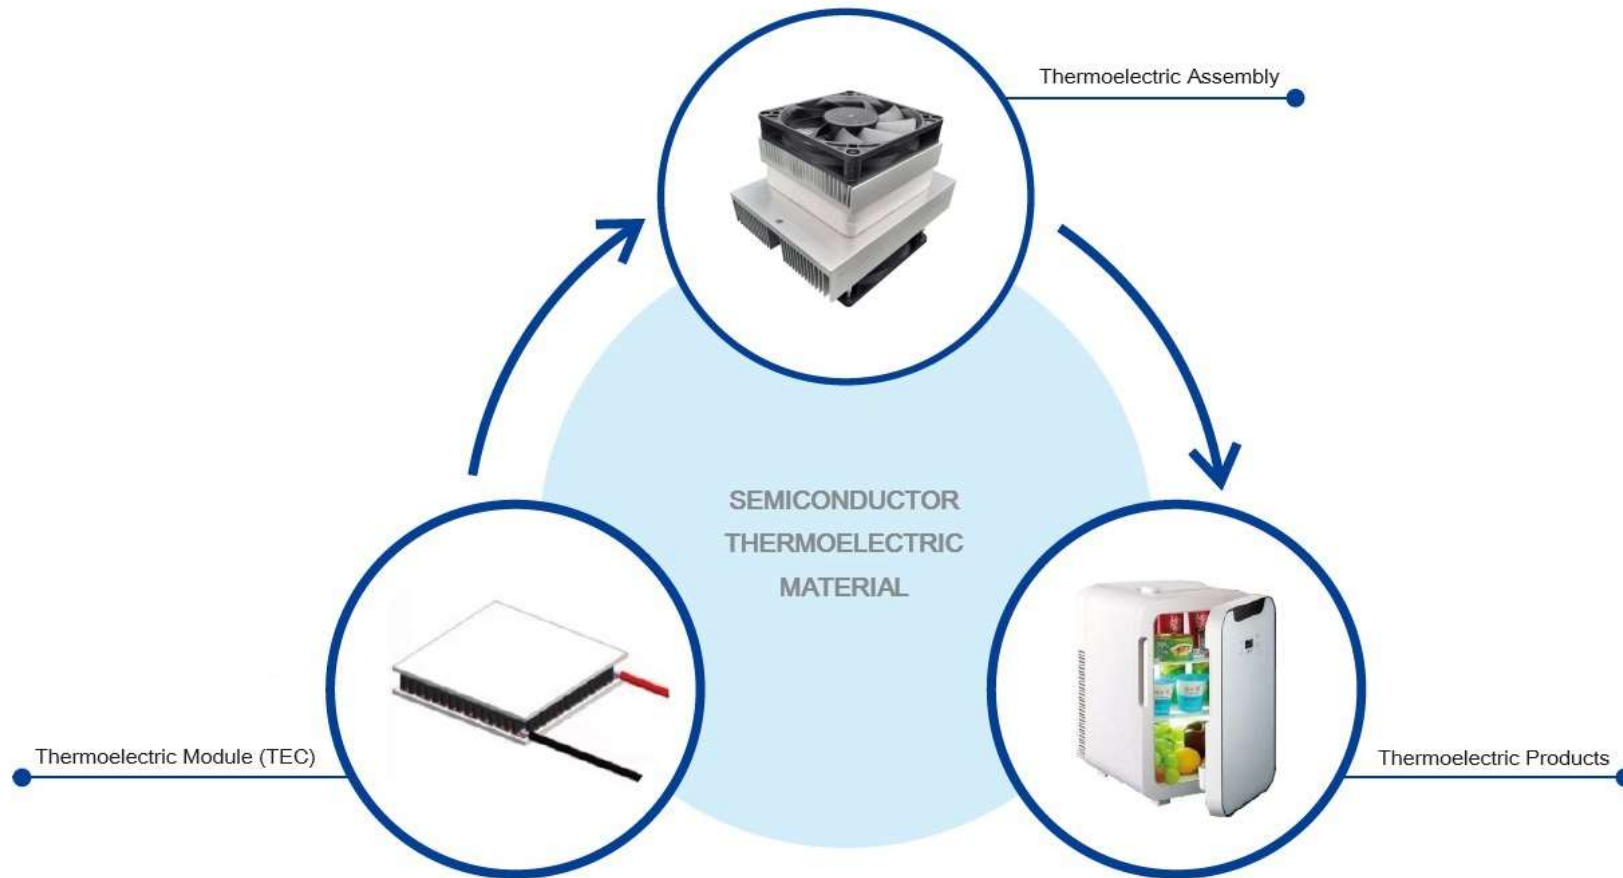 Thermoelectric Assembly
SEMICONDUCTOR
THERMOELECTRIC
MATERIAL
Thermoelectric Module (TEC)
Thermoelectric Products